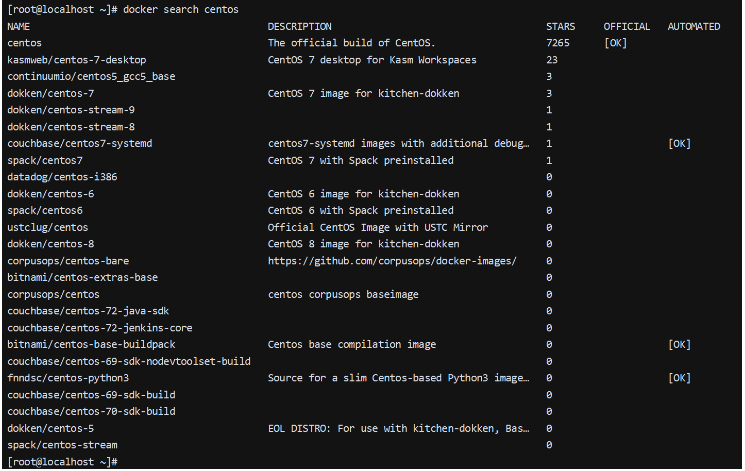 [root@localhost ~]# docker search centos
NAME DESCRIPTION STARS OFFICIAL AUTOMATED
centos The official build of CentOS. 7265 [OK]
kasmweb/centos-7-desktop CentOS 7 desktop for Kasm Workspaces 23
continuumio/centos5_gcc5_base 3
dokken/centos-7 CentOS 7 image for kitchen-dokken 3
dokken/centos-stream-9 1
dokken/centos-stream-8 1
couchbase/centos7-systemd centos7-systemd images with additional debug… 1 [OK]
spack/centos7 CentOS 7 with Spack preinstalled 1
datadog/centos-i386 0
dokken/centos-6 CentOS 6 image for kitchen-dokken 0
spack/centos6 CentOS 6 with Spack preinstalled 0
ustclug/centos Official CentOS Image with USTC Mirror 0
dokken/centos-8 CentOS 8 image for kitchen-dokken 0
corpusops/centos-bare https://github.com/corpusops/docker-images/ 0
bitnami/centos-extras-base 0
corpusops/centos centos corpusops baseimage 0
couchbase/centos-72-java-sdk 0
couchbase/centos-72-jenkins-core 0
bitnami/centos-base-buildpack Centos base compilation image 0 [OK]
couchbase/centos-69-sdk-nodevtoolset-build 0
fnndsc/centos-python3 Source for a slim Centos-based Python3 image… 0 [OK]
couchbase/centos-69-sdk-build 0
couchbase/centos-70-sdk-build 0
dokken/centos-5 EOL DISTRO: For use with kitchen-dokken, Bas… 0
spack/centos-stream 0
[root@localhost ~]#